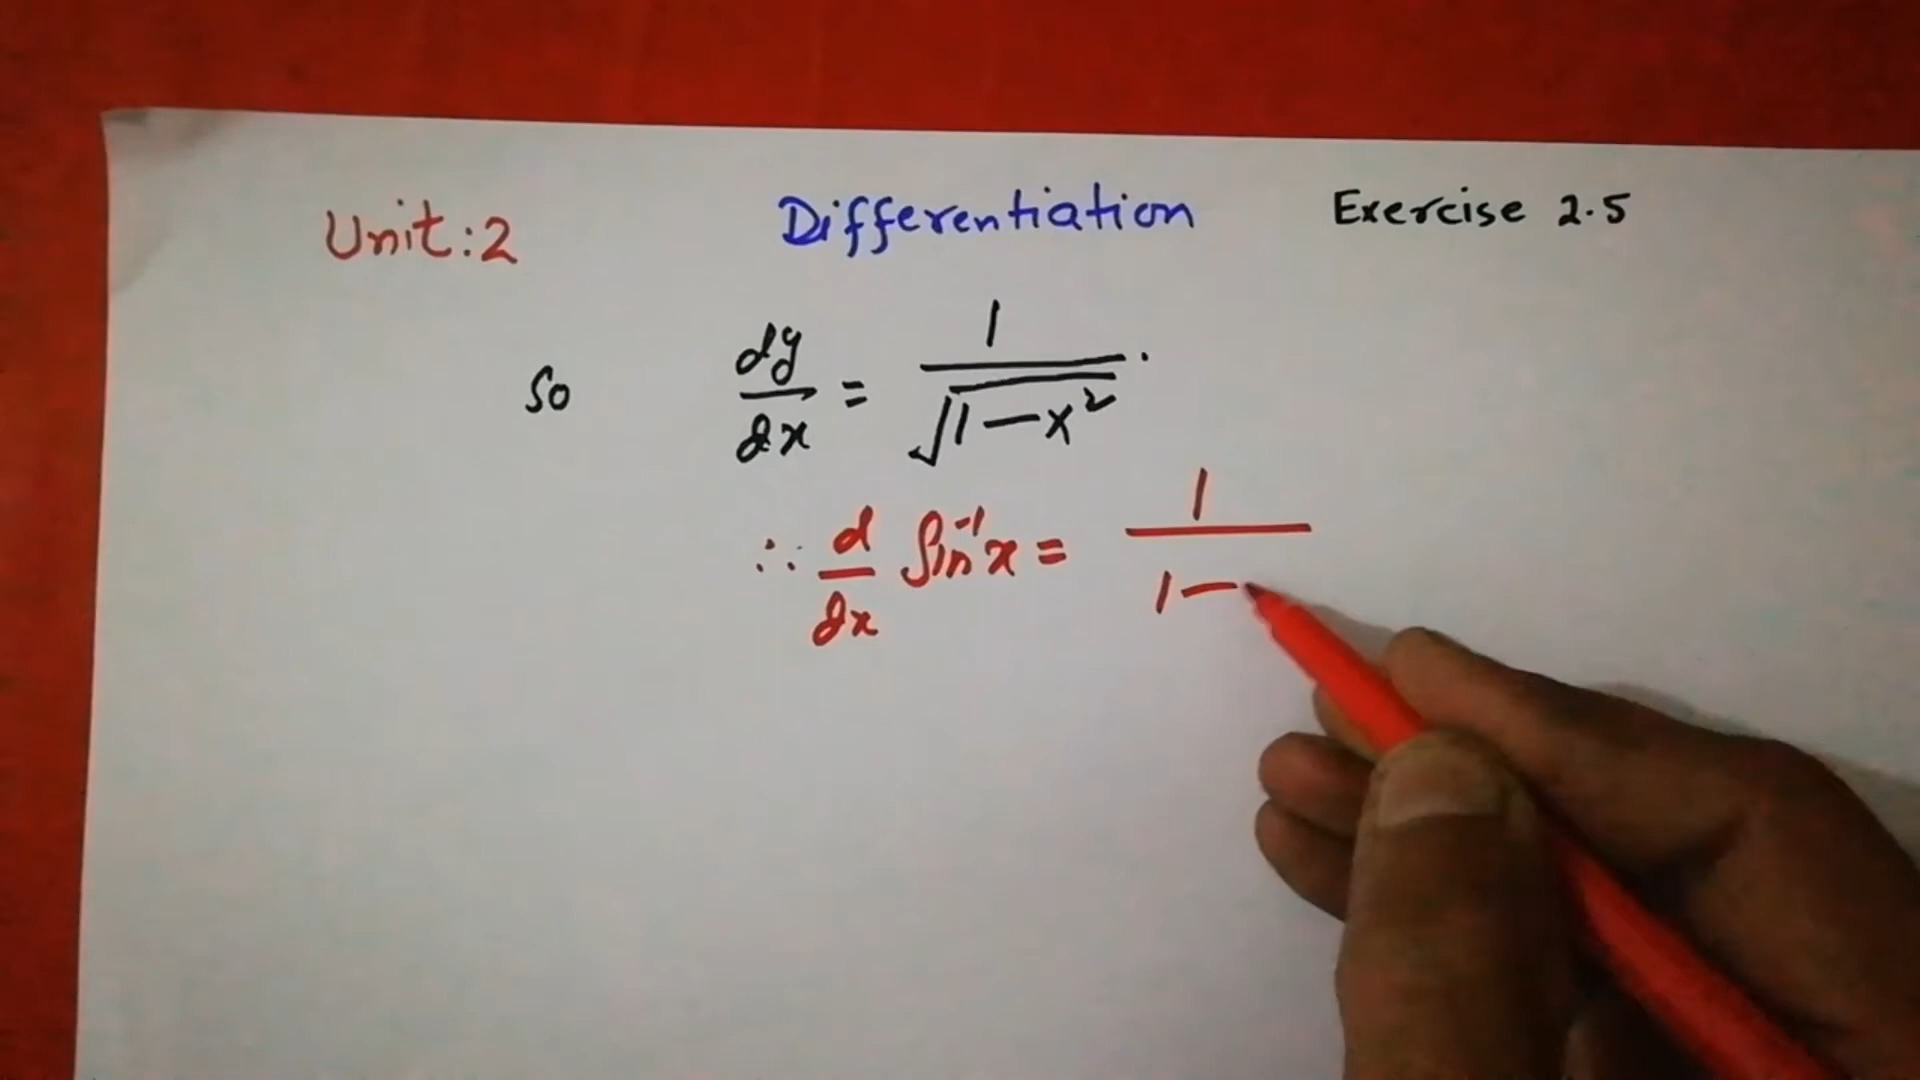 Unit:2 Differentiation Exercise 2.5
So dy/dx = 1/√(1-x²).
∴ d/dx Sin⁻¹x = 1/1-